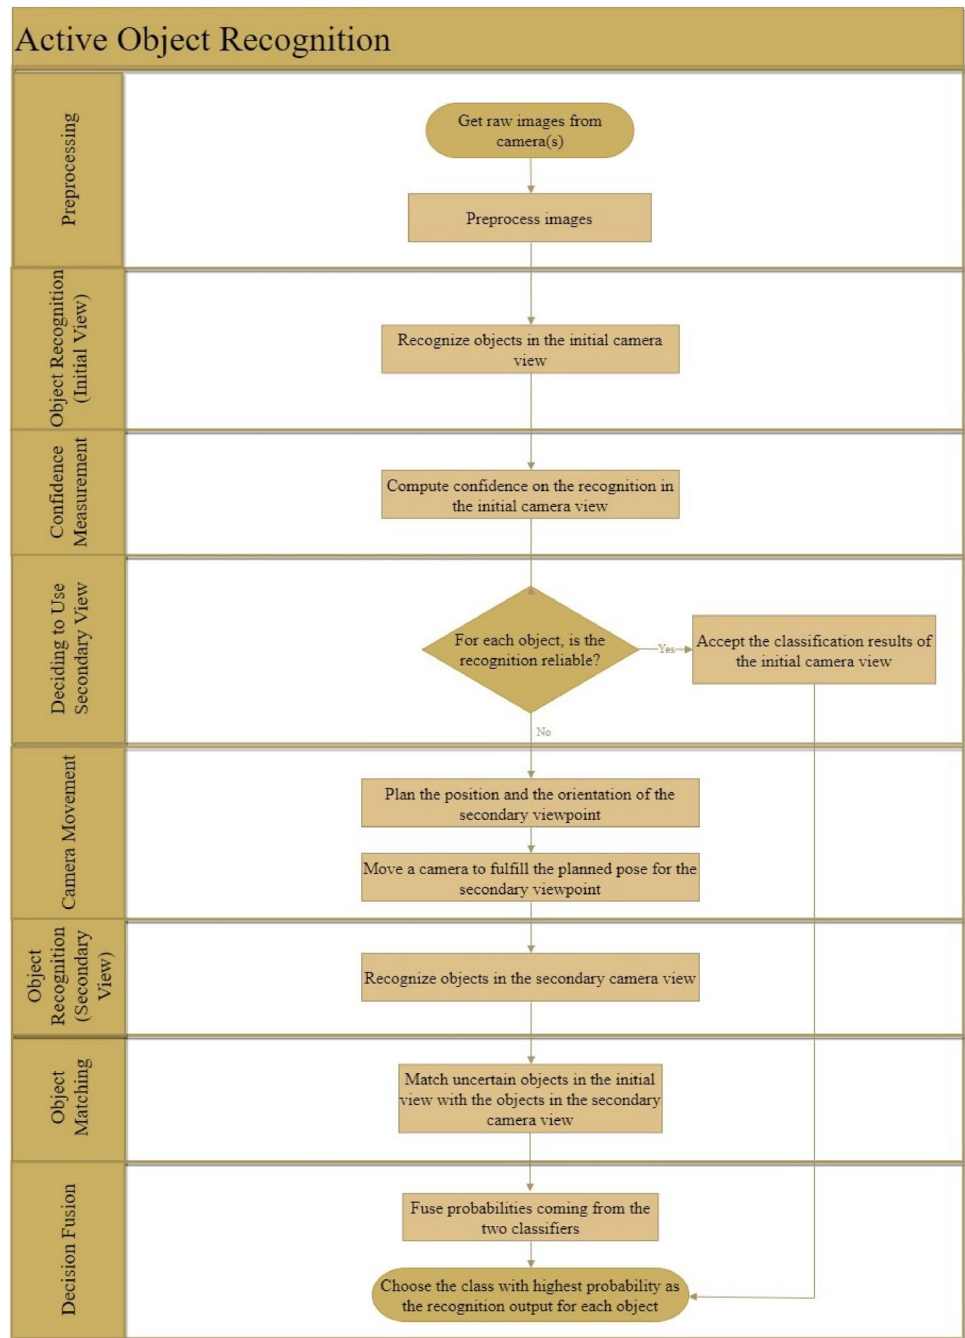 Active Object Recognition
Preprocessing
Get raw images from
camera(s)
Preprocess images
Object Recognition
(Initial View)
Recognize objects in the initial camera
view
Confidence
Measurement
Compute confidence on the recognition in
the initial camera view
Deciding to Use
Secondary View
For each object, is the
recognition reliable?
Yes
Accept the classification results of
the initial camera view
No
Camera Movement
Plan the position and the orientation of the
secondary viewpoint
Move a camera to fulfill the planned pose for the
secondary viewpoint
Object
Recognition
(Secondary
View)
Recognize objects in the secondary camera view
Object
Matching
Match uncertain objects in the initial
view with the objects in the secondary
camera view
Decision Fusion
Fuse probabilities coming from the
two classifiers
Choose the class with highest probability as
the recognition output for each object